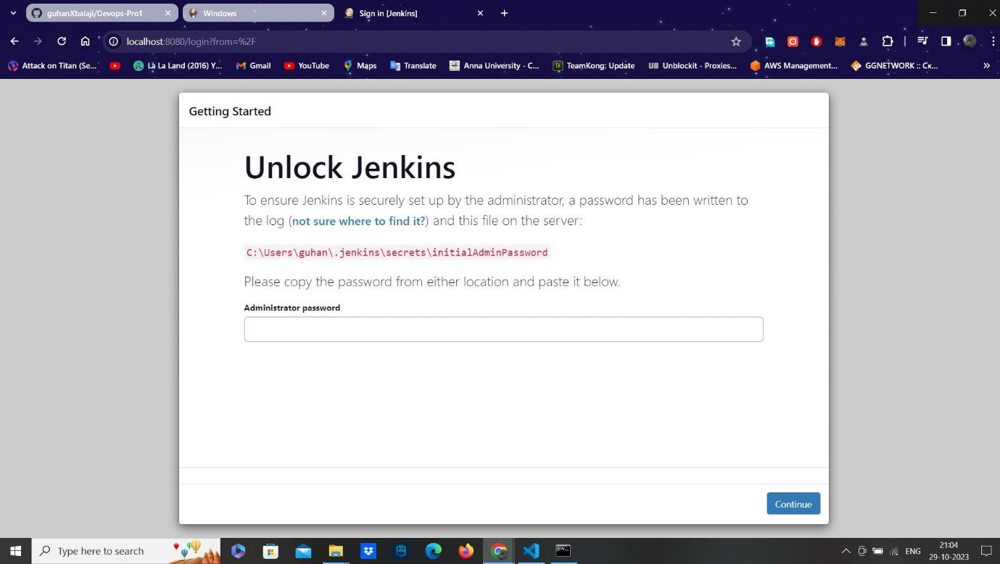 guhanXbalaji/Devops-Pro1
Windows
Sign in [Jenkins]
localhost:8080/login?from=%2F
Attack on Titan (Se...
La La Land (2016) Y...
Gmail
YouTube
Maps
Translate
Anna University - C...
TeamKong: Update
UB Unblockit - Proxies...
AWS Management...
GGNETWORK :: Ск...
Getting Started
Unlock Jenkins
To ensure Jenkins is securely set up by the administrator, a password has been written to
the log (not sure where to find it?) and this file on the server:
C:\Users\guhan\.jenkins\secrets\initialAdminPassword
Please copy the password from either location and paste it below.
Administrator password
Continue
Type here to search
ENG
21:04
29-10-2023